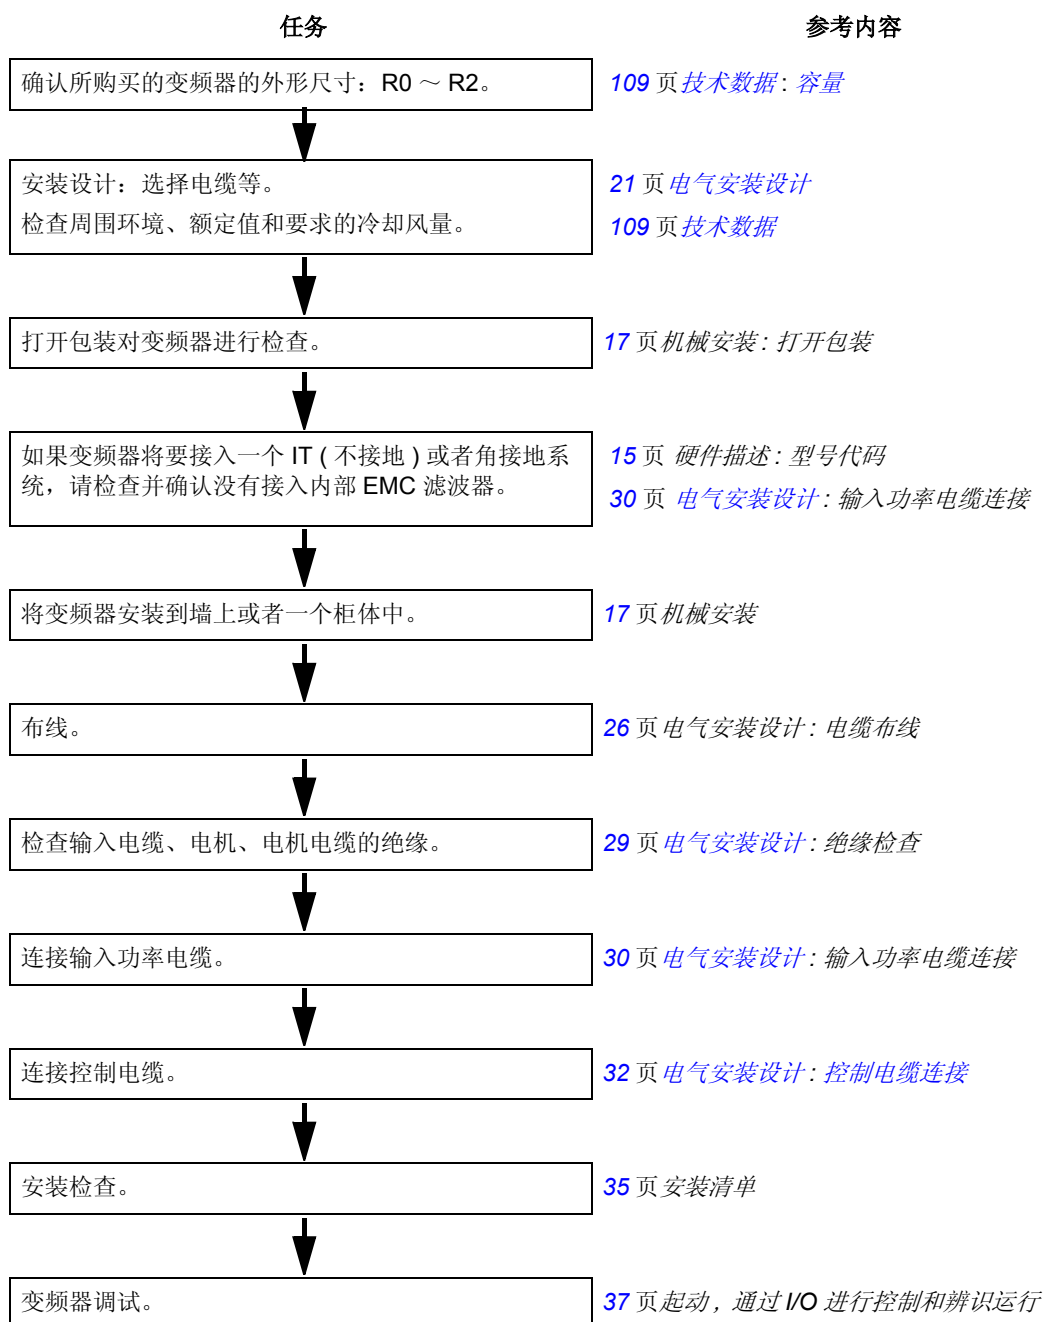 任务 参考内容
确认所购买的变频器的外形尺寸：R0 ～ R2。 109 页技术数据 : 容量
安装设计：选择电缆等。 21 页电气安装设计
检查周围环境、额定值和要求的冷却风量。 109 页技术数据
打开包装对变频器进行检查。 17 页机械安装 : 打开包装
如果变频器将要接入一个 IT ( 不接地 ) 或者角接地系 15 页 硬件描述 : 型号代码
统，请检查并确认没有接入内部 EMC 滤波器。 30 页 电气安装设计 : 输入功率电缆连接
将变频器安装到墙上或者一个柜体中。 17 页机械安装
布线。 26 页电气安装设计 : 电缆布线
检查输入电缆、电机、电机电缆的绝缘。 29 页电气安装设计 : 绝缘检查
连接输入功率电缆。 30 页电气安装设计 : 输入功率电缆连接
连接控制电缆。 32 页电气安装设计 : 控制电缆连接
安装检查。 35 页安装清单
变频器调试。 37 页起动 , 通过 I/O 进行控制和辨识运行